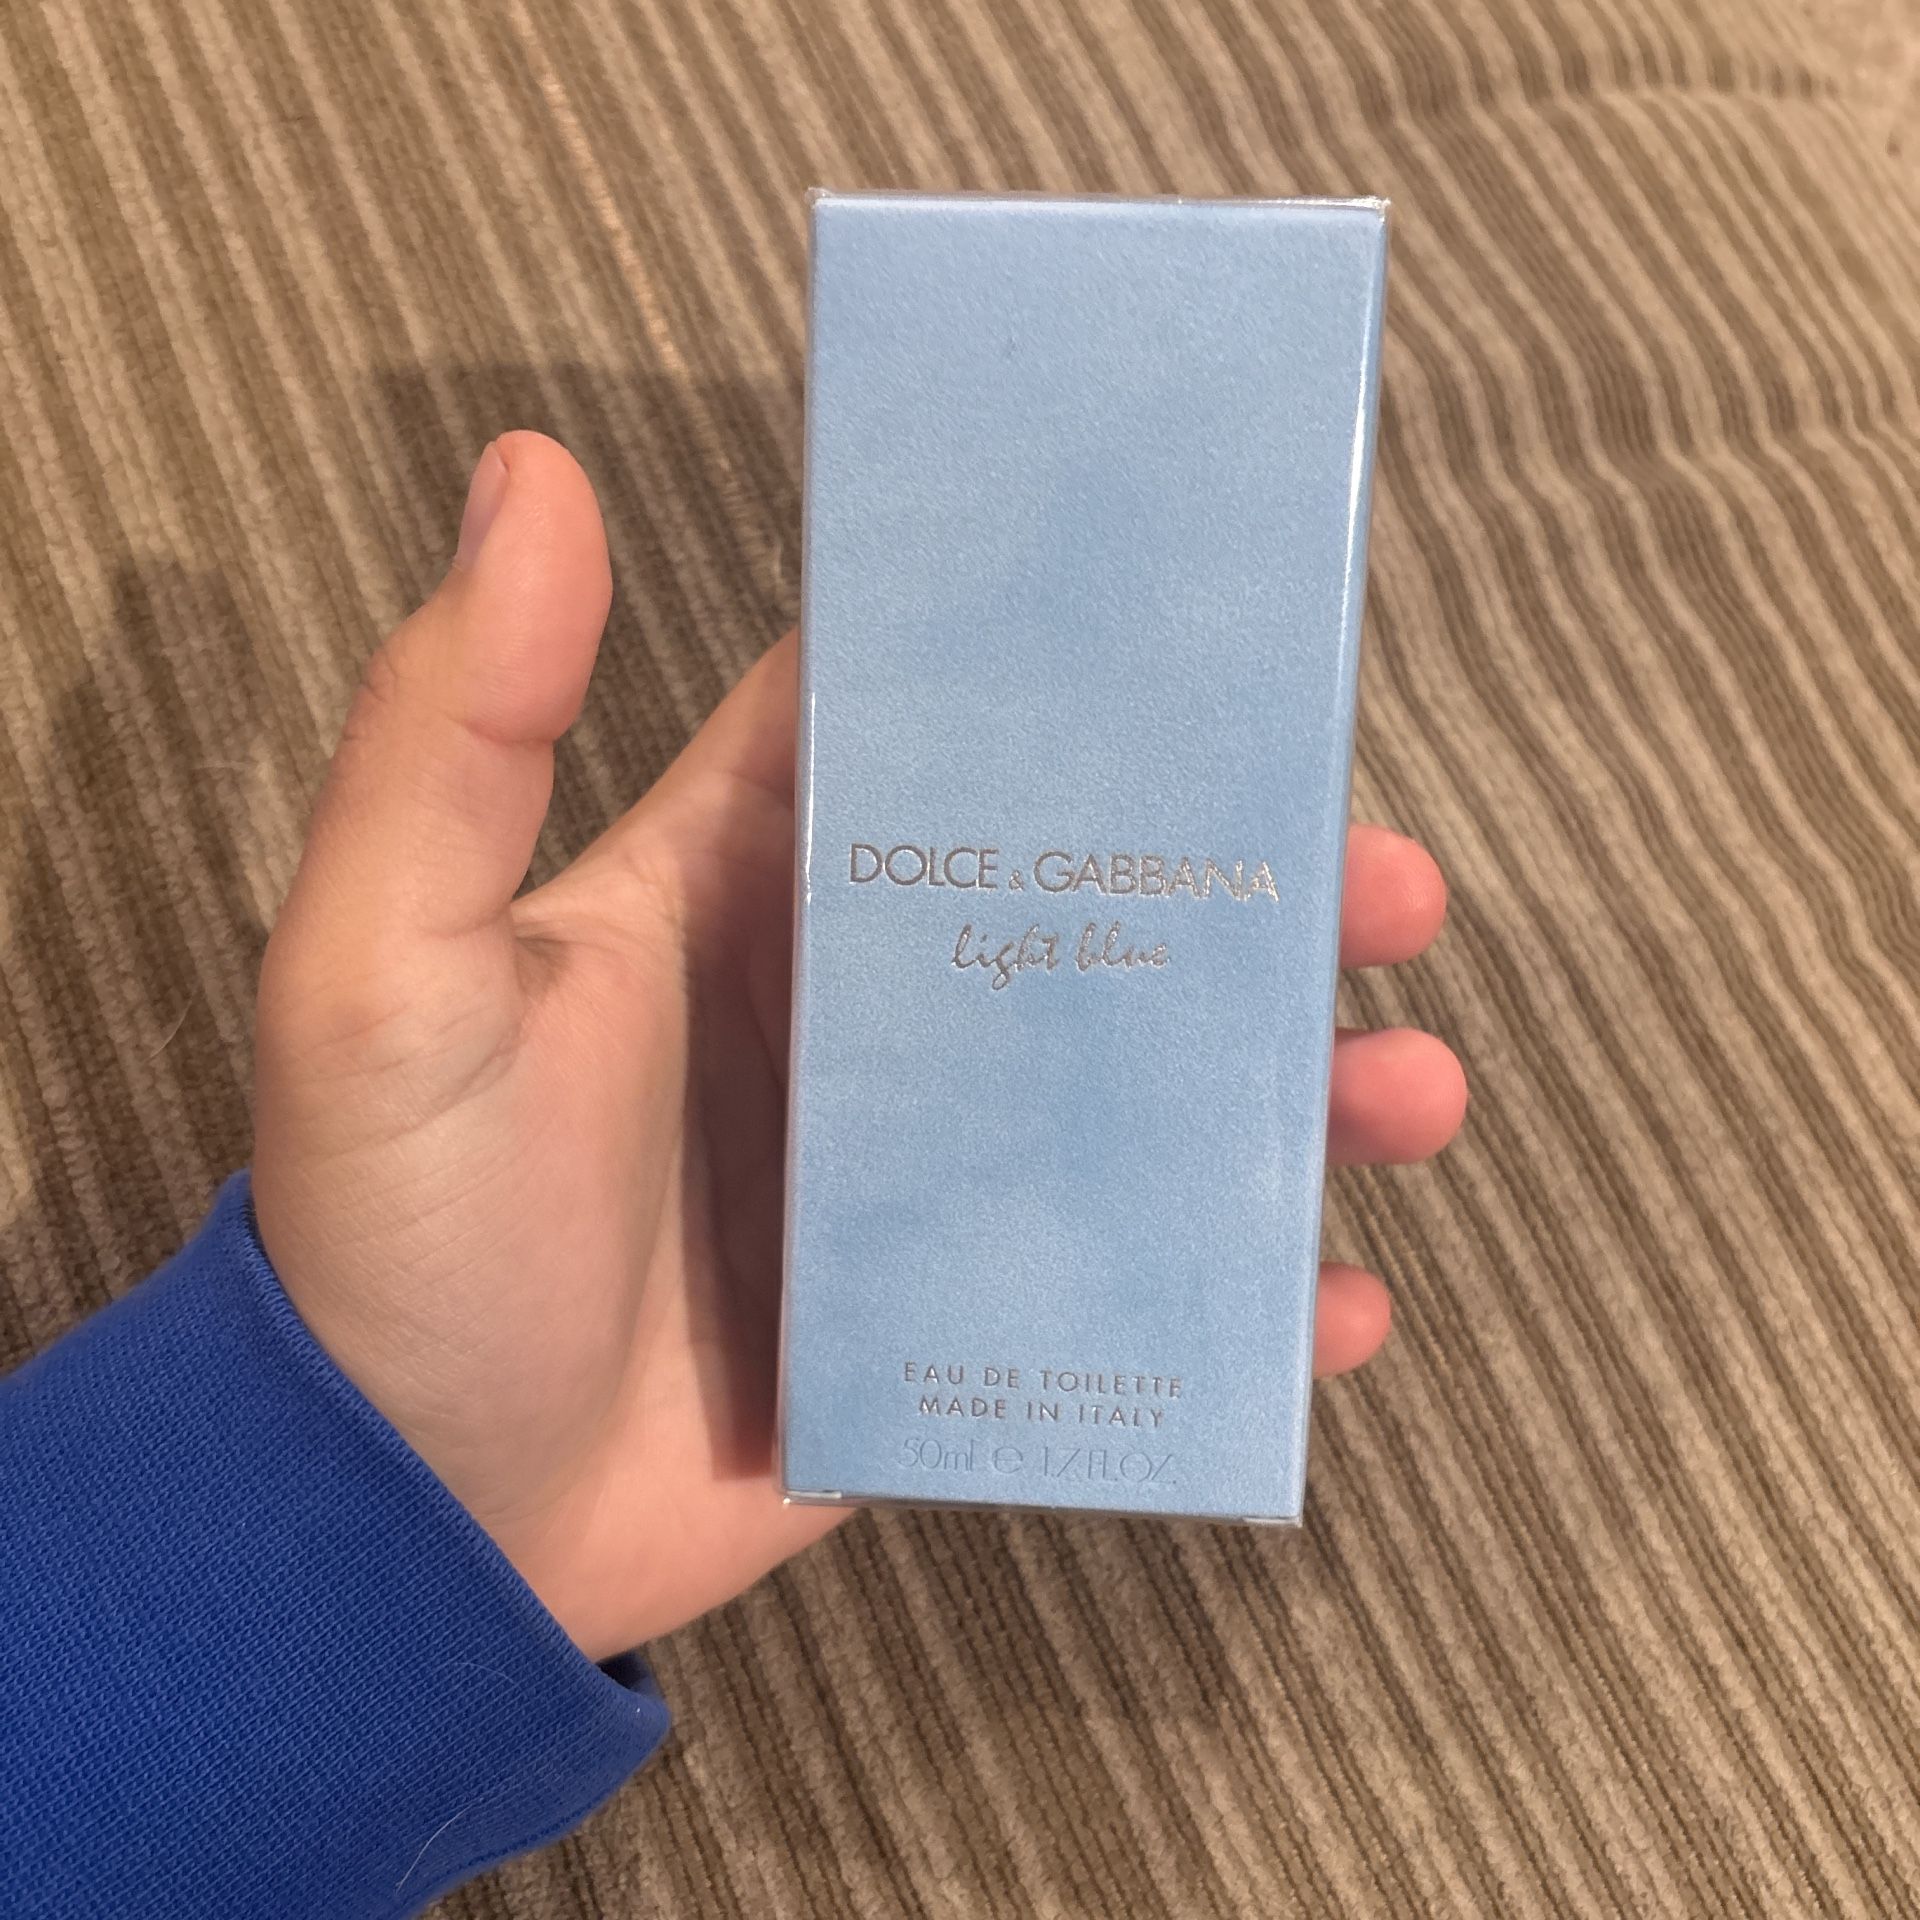 DOLCE & GABBANA
light blue
EAU DE TOILETTE
MADE IN ITALY
50ml ℮ 1.7 FL.OZ.